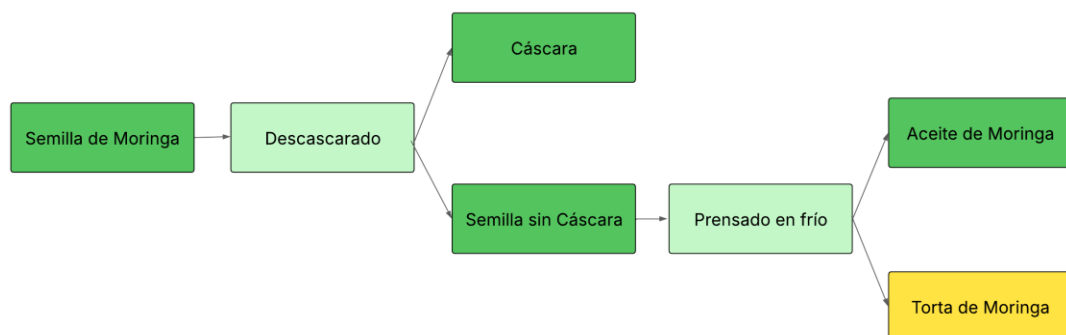 Cáscara
Semilla de Moringa
Descascarado
Aceite de Moringa
Semilla sin Cáscara
Prensado en frío
Torta de Moringa